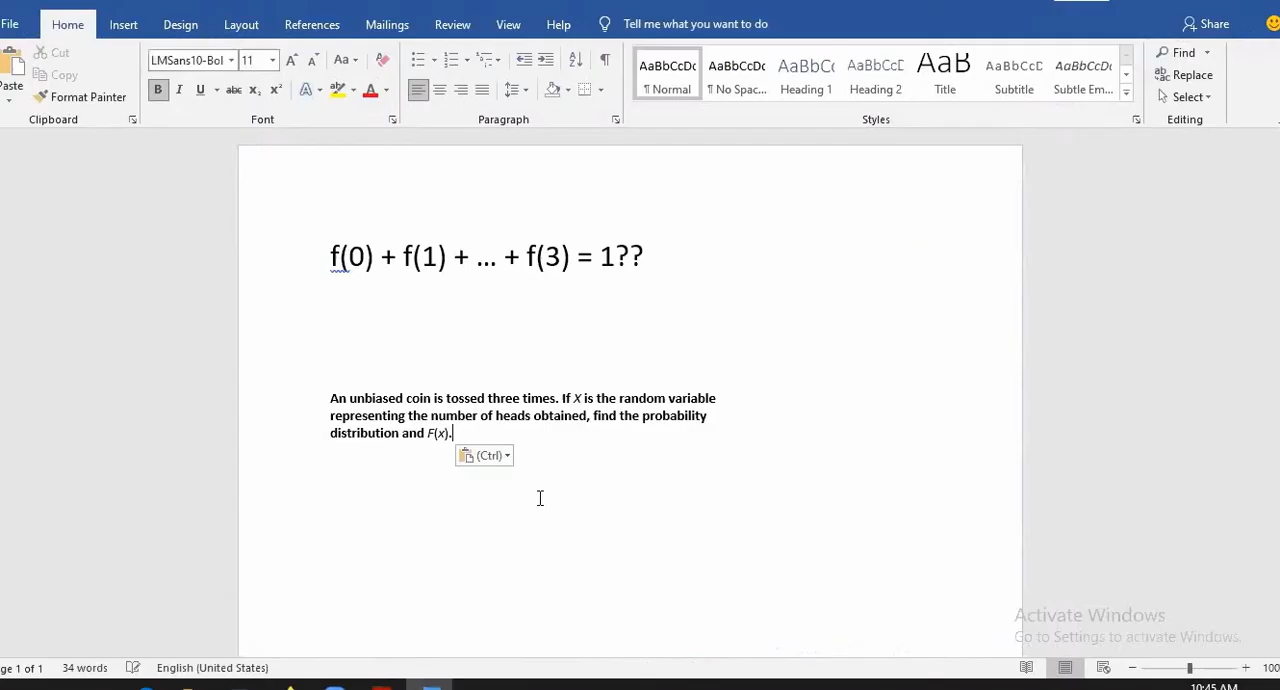 File Home Insert Design Layout References Mailings Review View Help Tell me what you want to do Share
Cut
Copy
Paste
Format Painter
Clipboard
LMSans10-Bol 11
Font
Paragraph
AaBbCcDc AaBbCcDc AaBbCc AaBbCcD AaB AaBbCcD AaBbCcDc
¶ Normal ¶ No Spac... Heading 1 Heading 2 Title Subtitle Subtle Em...
Styles
Find
Replace
Select
Editing
f(0) + f(1) + ... + f(3) = 1??
An unbiased coin is tossed three times. If X is the random variable
representing the number of heads obtained, find the probability
distribution and F(x).
(Ctrl)
Activate Windows
Go to Settings to activate Windows.
ge 1 of 1 34 words English (United States) 100
10:45 AM